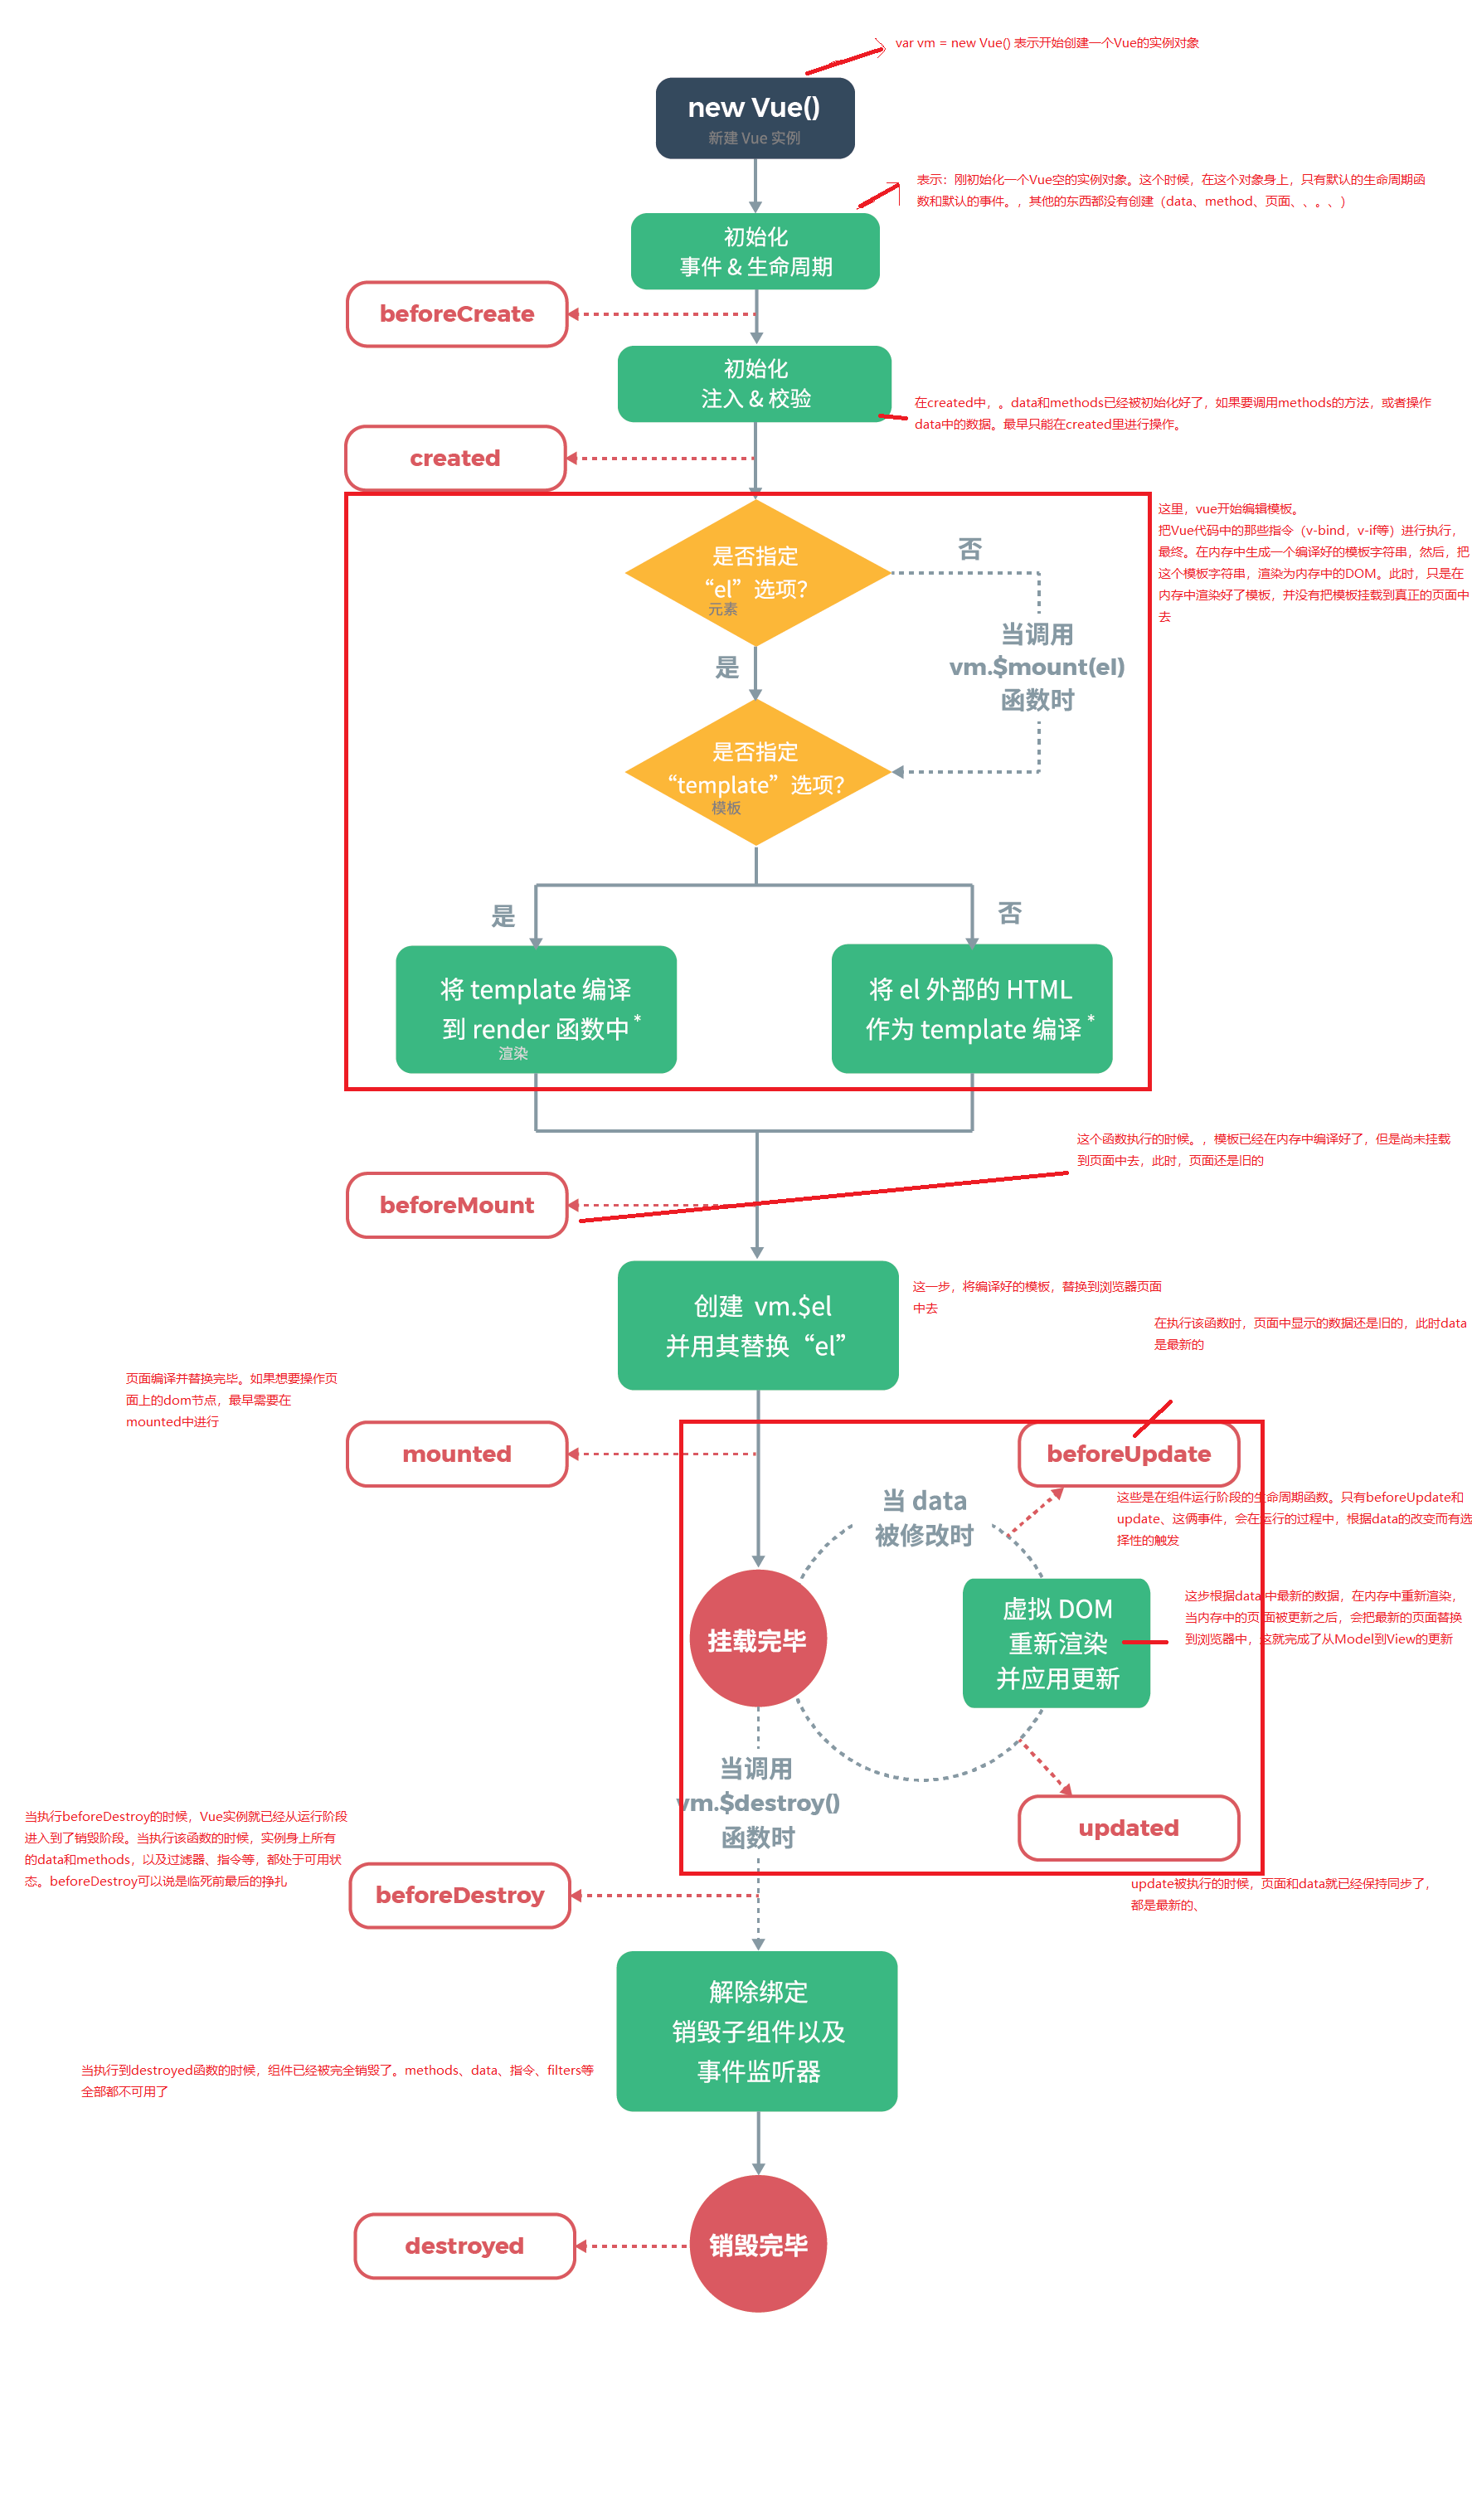 var vm = new Vue() 表示开始创建一个Vue的实例对象
new Vue()
新建 Vue 实例
表示：刚初始化一个Vue空的实例对象。这个时候，在这个对象身上，只有默认的生命周期函
数和默认的事件。，其他的东西都没有创建（data、method、页面、、。、）
初始化
事件 & 生命周期
beforeCreate
初始化
注入 & 校验
在created中，。data和methods已经被初始化好了，如果要调用methods的方法，或者操作
data中的数据。最早只能在created里进行操作。
created
这里，vue开始编辑模板。
把Vue代码中的那些指令（v-bind，v-if等）进行执行，
最终。在内存中生成一个编译好的模板字符串，然后，把
这个模板字符串，渲染为内存中的DOM。此时，只是在
内存中渲染好了模板，并没有把模板挂载到真正的页面中
去
是否指定
“el”选项？
元素
否
当调用
vm.$mount(el)
函数时
是
是否指定
“template”选项？
模板
是
否
将 template 编译
到 render 函数中 *
渲染
将 el 外部的 HTML
作为 template 编译 *
这个函数执行的时候。，模板已经在内存中编译好了，但是尚未挂载
到页面中去，此时，页面还是旧的
beforeMount
创建 vm.$el
并用其替换“el”
这一步，将编译好的模板，替换到浏览器页面
中去
在执行该函数时，页面中显示的数据还是旧的，此时data
是最新的
页面编译并替换完毕。如果想要操作页
面上的dom节点，最早需要在
mounted中进行
mounted
beforeUpdate
当 data
被修改时
这些是在组件运行阶段的生命周期函数。只有beforeUpdate和
update、这俩事件，会在运行的过程中，根据data的改变而有选
择性的触发
挂载完毕
虚拟 DOM
重新渲染
并应用更新
这步根据data中最新的数据，在内存中重新渲染，
当内存中的页面被更新之后，会把最新的页面替换
到浏览器中，这就完成了从Model到View的更新
当调用
vm.$destroy()
函数时
updated
当执行beforeDestroy的时候，Vue实例就已经从运行阶段
进入到了销毁阶段。当执行该函数的时候，实例身上所有
的data和methods，以及过滤器、指令等，都处于可用状
态。beforeDestroy可以说是临死前最后的挣扎
beforeDestroy
update被执行的时候，页面和data就已经保持同步了，
都是最新的、
解除绑定
销毁子组件以及
事件监听器
当执行到destroyed函数的时候，组件已经被完全销毁了。methods、data、指令、filters等
全部都不可用了
destroyed
销毁完毕